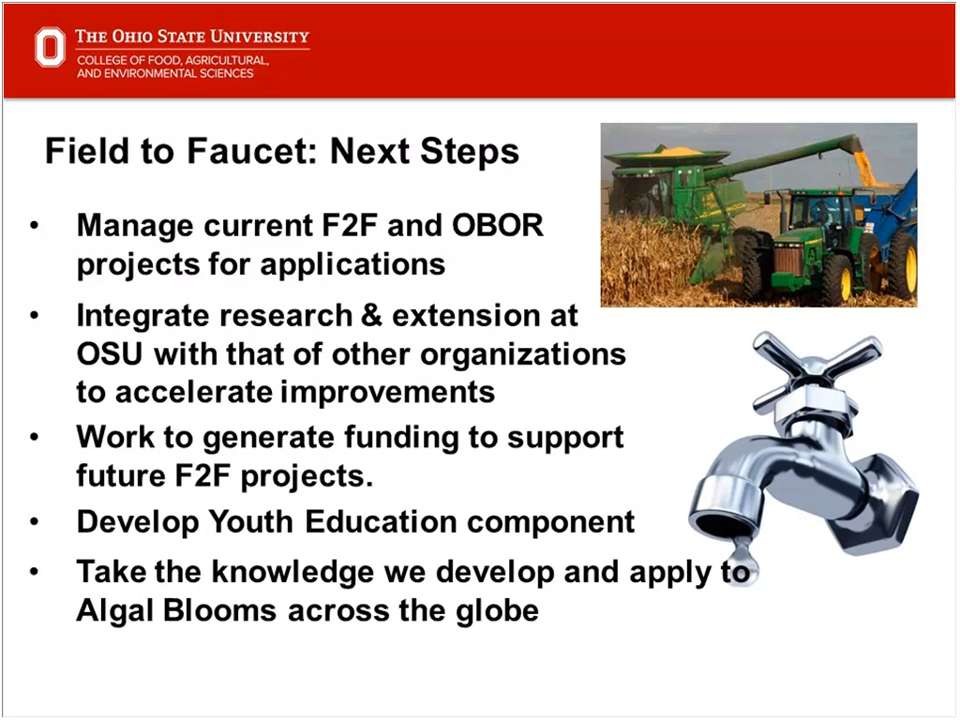 THE OHIO STATE UNIVERSITY
COLLEGE OF FOOD, AGRICULTURAL,
AND ENVIRONMENTAL SCIENCES
Field to Faucet: Next Steps
• Manage current F2F and OBOR
projects for applications
• Integrate research & extension at
OSU with that of other organizations
to accelerate improvements
• Work to generate funding to support
future F2F projects.
• Develop Youth Education component
• Take the knowledge we develop and apply to
Algal Blooms across the globe